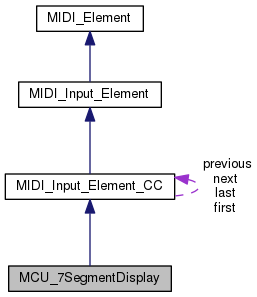 MIDI_Element
MIDI_Input_Element
previous
next
last
first
MIDI_Input_Element_CC
MCU_7SegmentDisplay